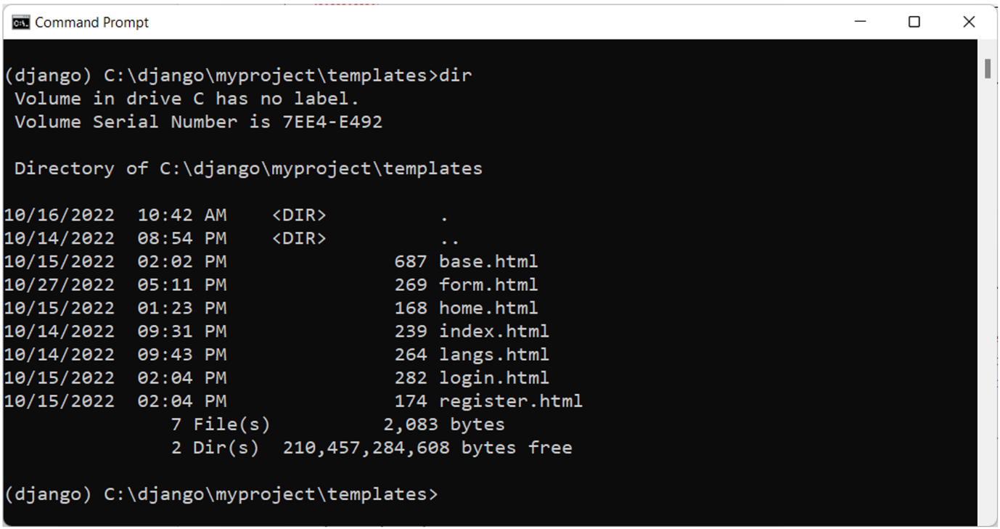 Command Prompt
(django) C:\django\myproject\templates>dir
 Volume in drive C has no label.
 Volume Serial Number is 7EE4-E492

 Directory of C:\django\myproject\templates

10/16/2022  10:42 AM    <DIR>          .
10/14/2022  08:54 PM    <DIR>          ..
10/15/2022  02:02 PM               687 base.html
10/27/2022  05:11 PM               269 form.html
10/15/2022  01:23 PM               168 home.html
10/14/2022  09:31 PM               239 index.html
10/14/2022  09:43 PM               264 langs.html
10/15/2022  02:04 PM               282 login.html
10/15/2022  02:04 PM               174 register.html
               7 File(s)          2,083 bytes
               2 Dir(s)  210,457,284,608 bytes free

(django) C:\django\myproject\templates>